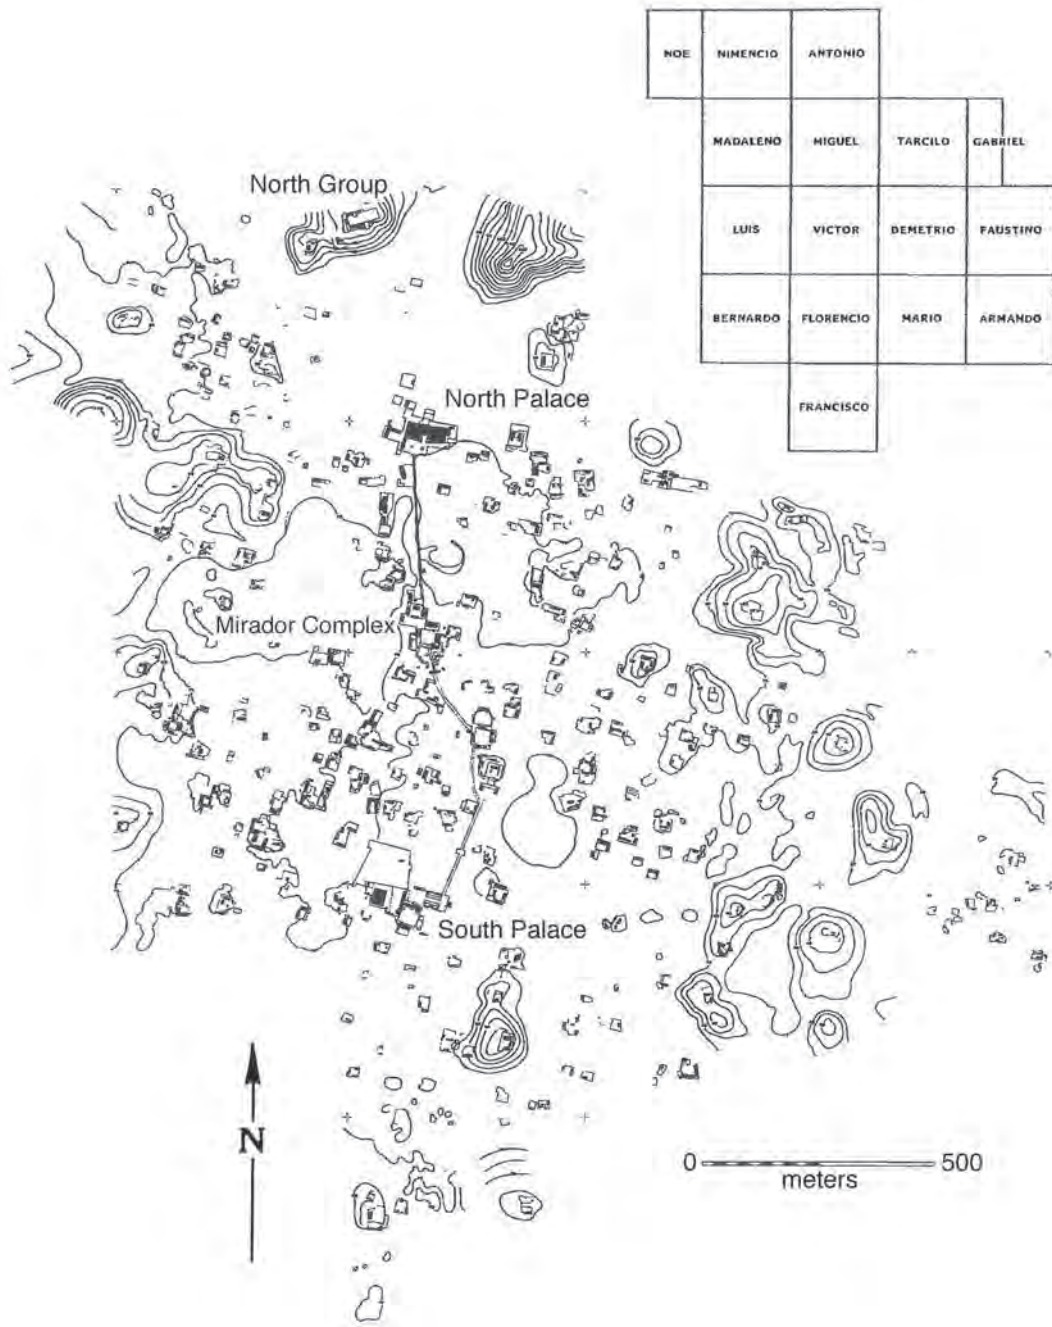 NOE NIMENCIO ANTONIO
MADALENO MIGUEL TARCILO GABRIEL
LUIS VICTOR DEMETRIO FAUSTINO
BERNARDO FLORENCIO MARIO ARMANDO
FRANCISCO
North Group
North Palace
Mirador Complex
South Palace
N
0 500
meters